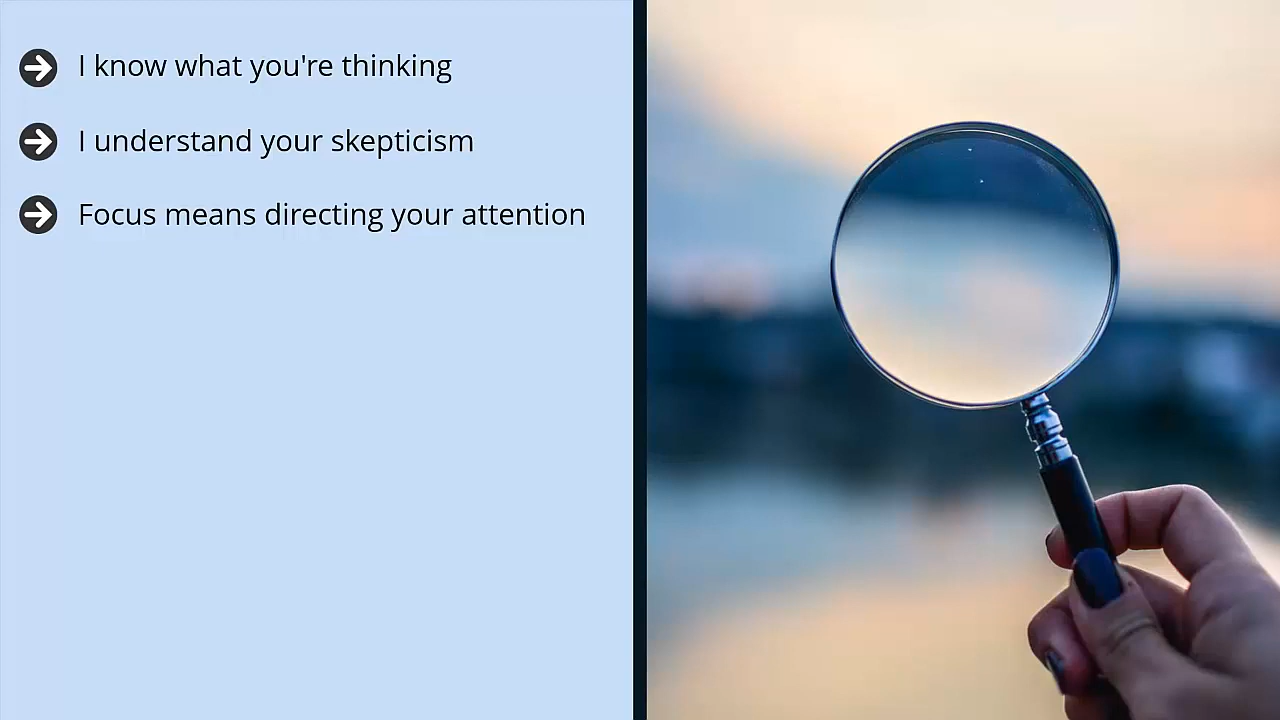 I know what you're thinking
I understand your skepticism
Focus means directing your attention